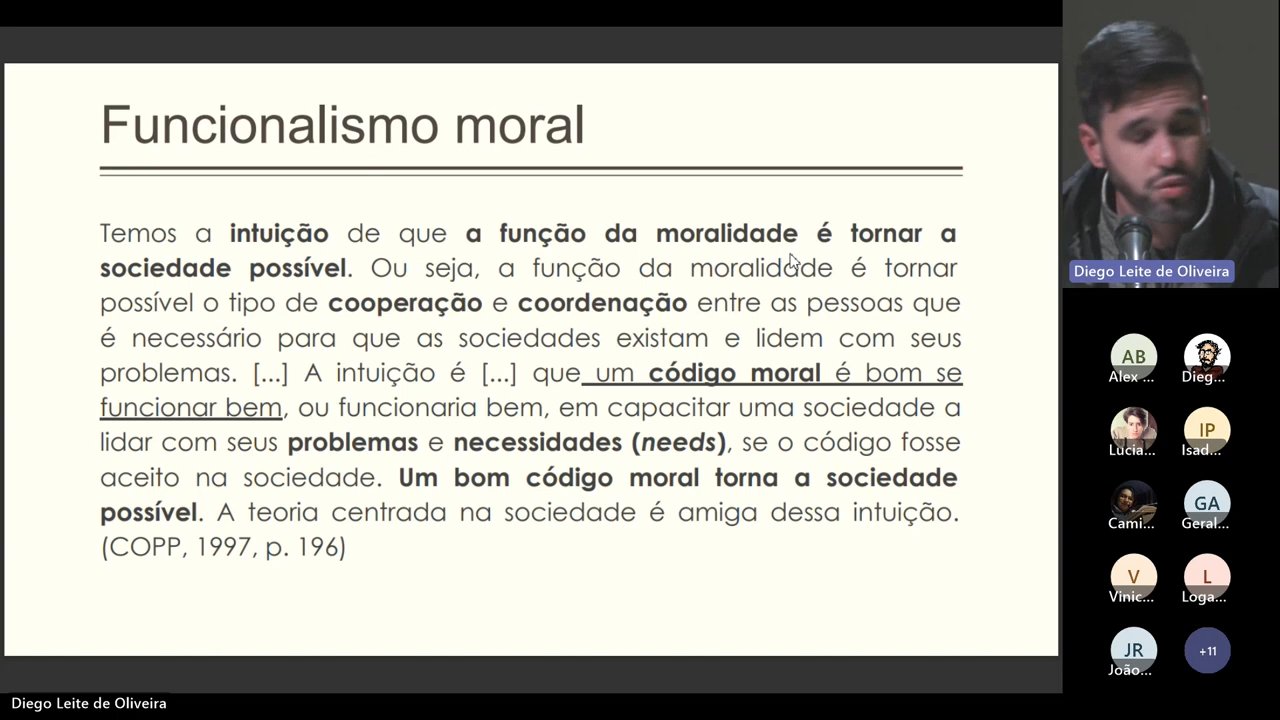 Funcionalismo moral
Temos a intuição de que a função da moralidade é tornar a
sociedade possível. Ou seja, a função da moralidade é tornar
possível o tipo de cooperação e coordenação entre as pessoas que
é necessário para que as sociedades existam e lidem com seus
problemas. [...] A intuição é [...] que um código moral é bom se
funcionar bem, ou funcionaria bem, em capacitar uma sociedade a
lidar com seus problemas e necessidades (needs), se o código fosse
aceito na sociedade. Um bom código moral torna a sociedade
possível. A teoria centrada na sociedade é amiga dessa intuição.
(COPP, 1997, p. 196)
Diego Leite de Oliveira
AB
Alex ...
Dieg...
Lucia...
IP
Isad...
Cami...
GA
Geral...
V
Vinic...
L
Loga...
JR
João...
+11
Diego Leite de Oliveira